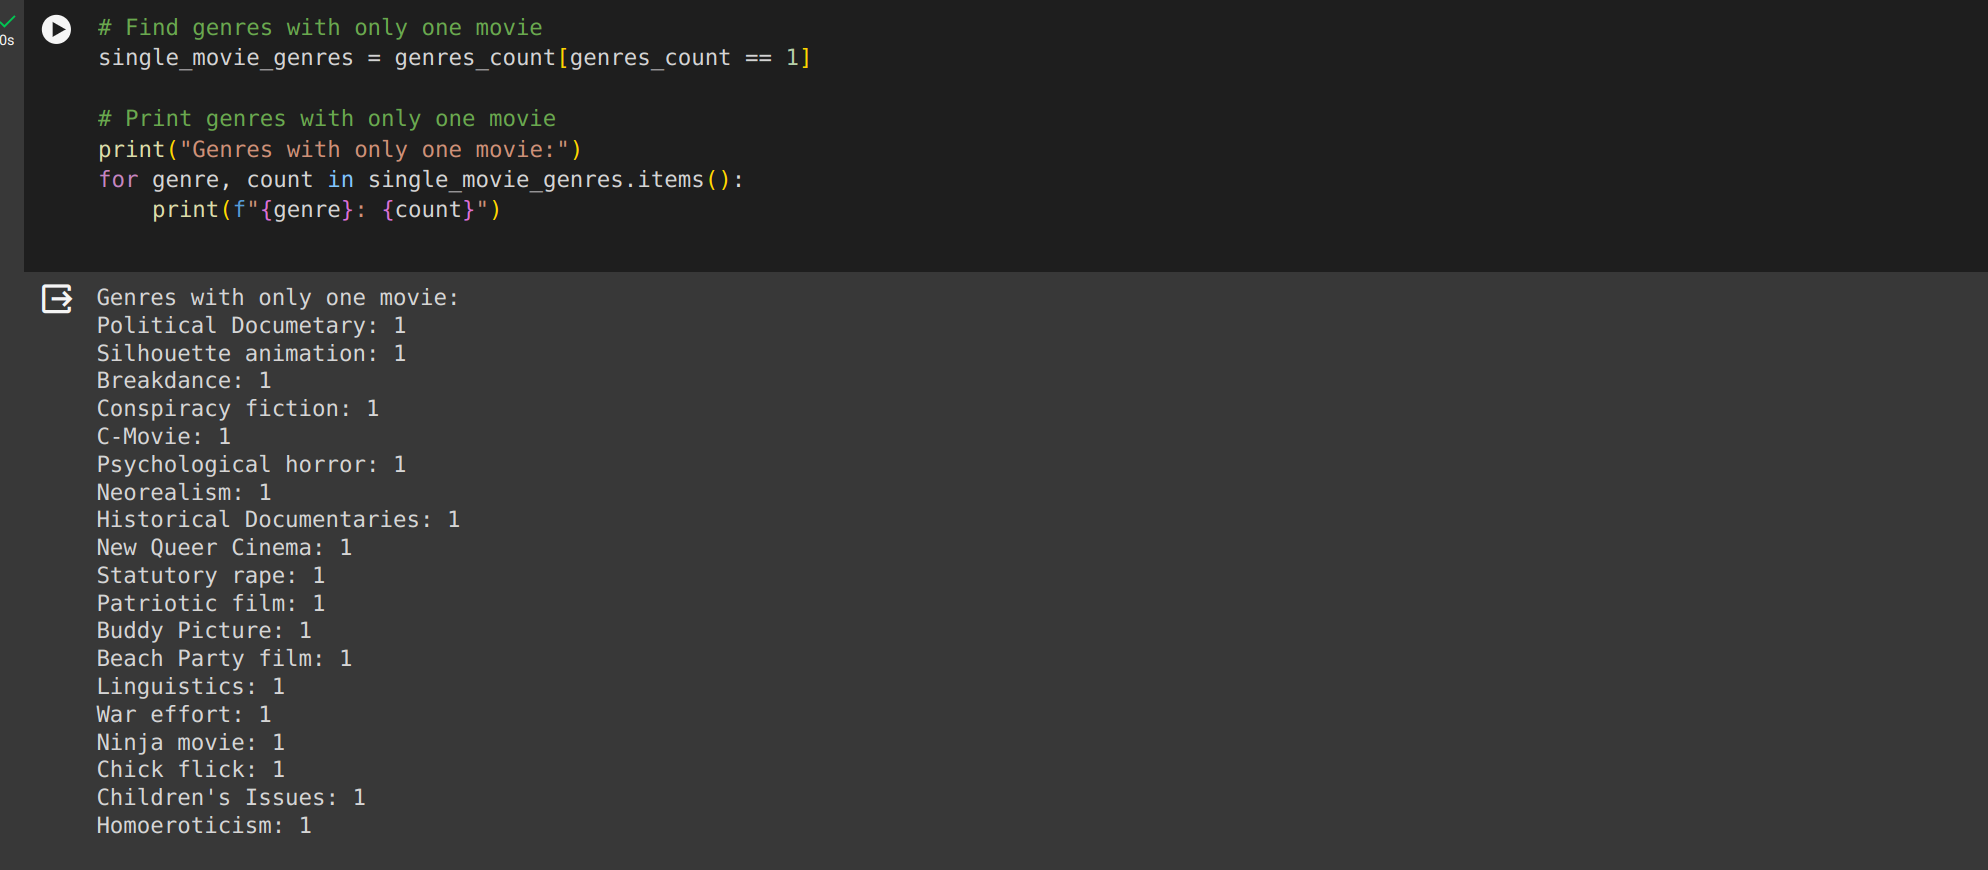 0s
# Find genres with only one movie
single_movie_genres = genres_count[genres_count == 1]
# Print genres with only one movie
print("Genres with only one movie:")
for genre, count in single_movie_genres.items():
    print(f"{genre}: {count}")
Genres with only one movie:
Political Documetary: 1
Silhouette animation: 1
Breakdance: 1
Conspiracy fiction: 1
C-Movie: 1
Psychological horror: 1
Neorealism: 1
Historical Documentaries: 1
New Queer Cinema: 1
Statutory rape: 1
Patriotic film: 1
Buddy Picture: 1
Beach Party film: 1
Linguistics: 1
War effort: 1
Ninja movie: 1
Chick flick: 1
Children's Issues: 1
Homoeroticism: 1